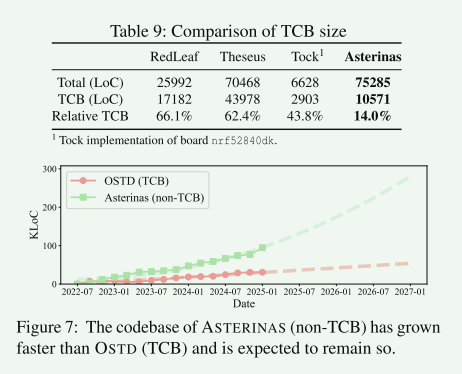 Table 9: Comparison of TCB size
RedLeaf Theseus Tock¹ Asterinas
Total (LoC) 25992 70468 6628 75285
TCB (LoC) 17182 43978 2903 10571
Relative TCB 66.1% 62.4% 43.8% 14.0%
¹ Tock implementation of board nrf52840dk.
300
OSTD (TCB)
Asterinas (non-TCB)
200
KLoC
100
0
2022-07 2023-01 2023-07 2024-01 2024-07 2025-01 2025-07 2026-01 2026-07 2027-01
Date
Figure 7: The codebase of ASTERINAS (non-TCB) has grown
faster than OSTD (TCB) and is expected to remain so.